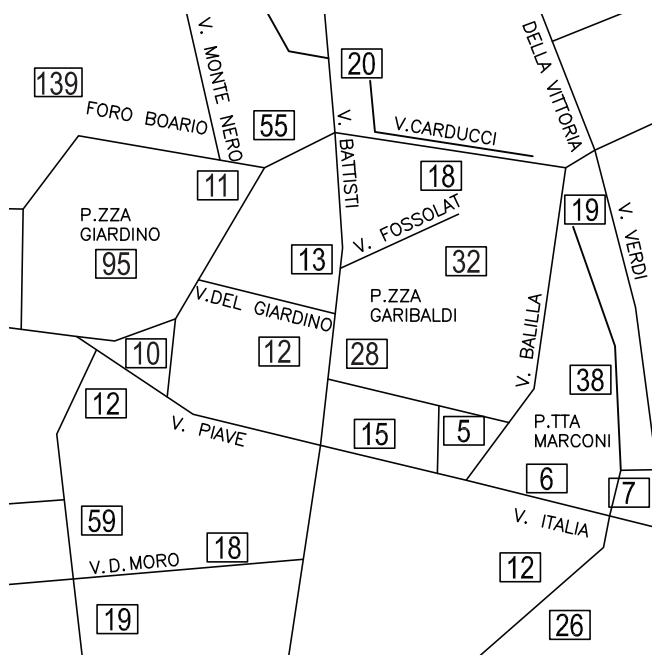 V. MONTE NERO
55
20
139
FORO BOARIO
V. BATTISTI
V.CARDUCCI
DELLA VITTORIA
11
18
P.ZZA
GIARDINO
95
13
V. FOSSOLAT
32
19
V. VERDI
V.DEL GIARDINO
P.ZZA
GARIBALDI
V. BALILLA
10
12
28
38
12
V. PIAVE
15
5
P.TTA
MARCONI
6
7
59
18
V. ITALIA
V.D.MORO
12
19
26